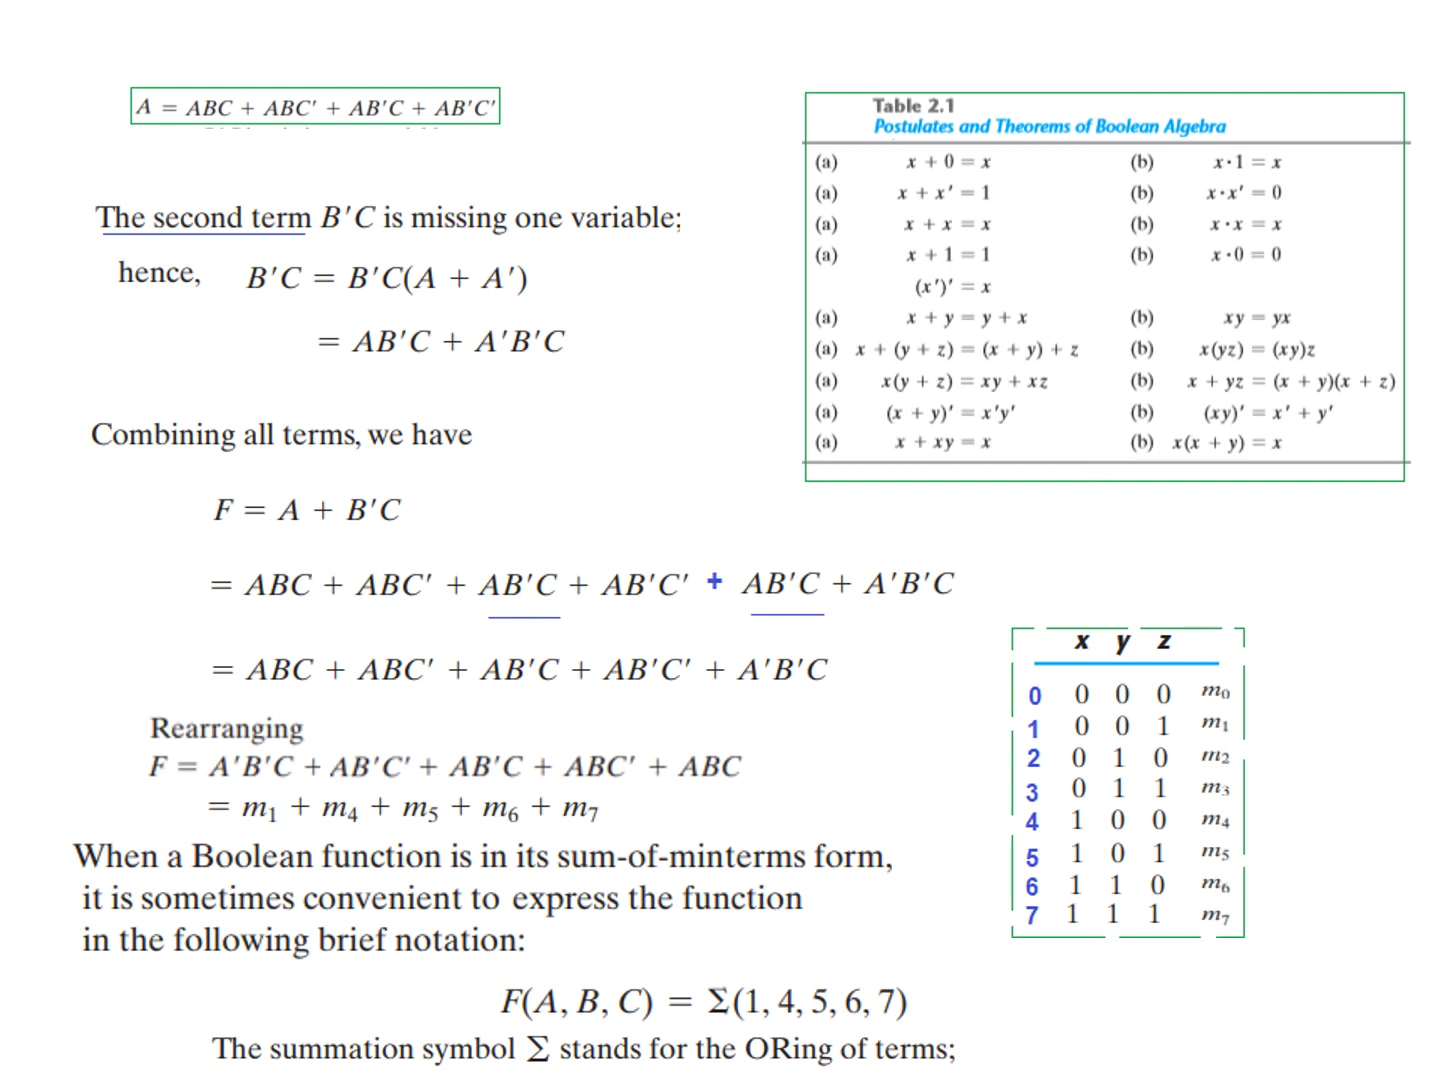 A = ABC + ABC' + AB'C + AB'C'
The second term B'C is missing one variable;
hence, B'C = B'C(A + A')
= AB'C + A'B'C
Combining all terms, we have
F = A + B'C
= ABC + ABC' + AB'C + AB'C' + AB'C + A'B'C
= ABC + ABC' + AB'C + AB'C' + A'B'C
Rearranging
F = A'B'C + AB'C' + AB'C + ABC' + ABC
= m1 + m4 + m5 + m6 + m7
When a Boolean function is in its sum-of-minterms form,
it is sometimes convenient to express the function
in the following brief notation:
F(A, B, C) = Σ(1, 4, 5, 6, 7)
The summation symbol Σ stands for the ORing of terms;
Table 2.1
Postulates and Theorems of Boolean Algebra
(a) x + 0 = x (b) x·1 = x
(a) x + x' = 1 (b) x·x' = 0
(a) x + x = x (b) x·x = x
(a) x + 1 = 1 (b) x·0 = 0
(x')' = x
(a) x + y = y + x (b) xy = yx
(a) x + (y + z) = (x + y) + z (b) x(yz) = (xy)z
(a) x(y + z) = xy + xz (b) x + yz = (x + y)(x + z)
(a) (x + y)' = x'y' (b) (xy)' = x' + y'
(a) x + xy = x (b) x(x + y) = x
x y z
0 0 0 0 m0
1 0 0 1 m1
2 0 1 0 m2
3 0 1 1 m3
4 1 0 0 m4
5 1 0 1 m5
6 1 1 0 m6
7 1 1 1 m7